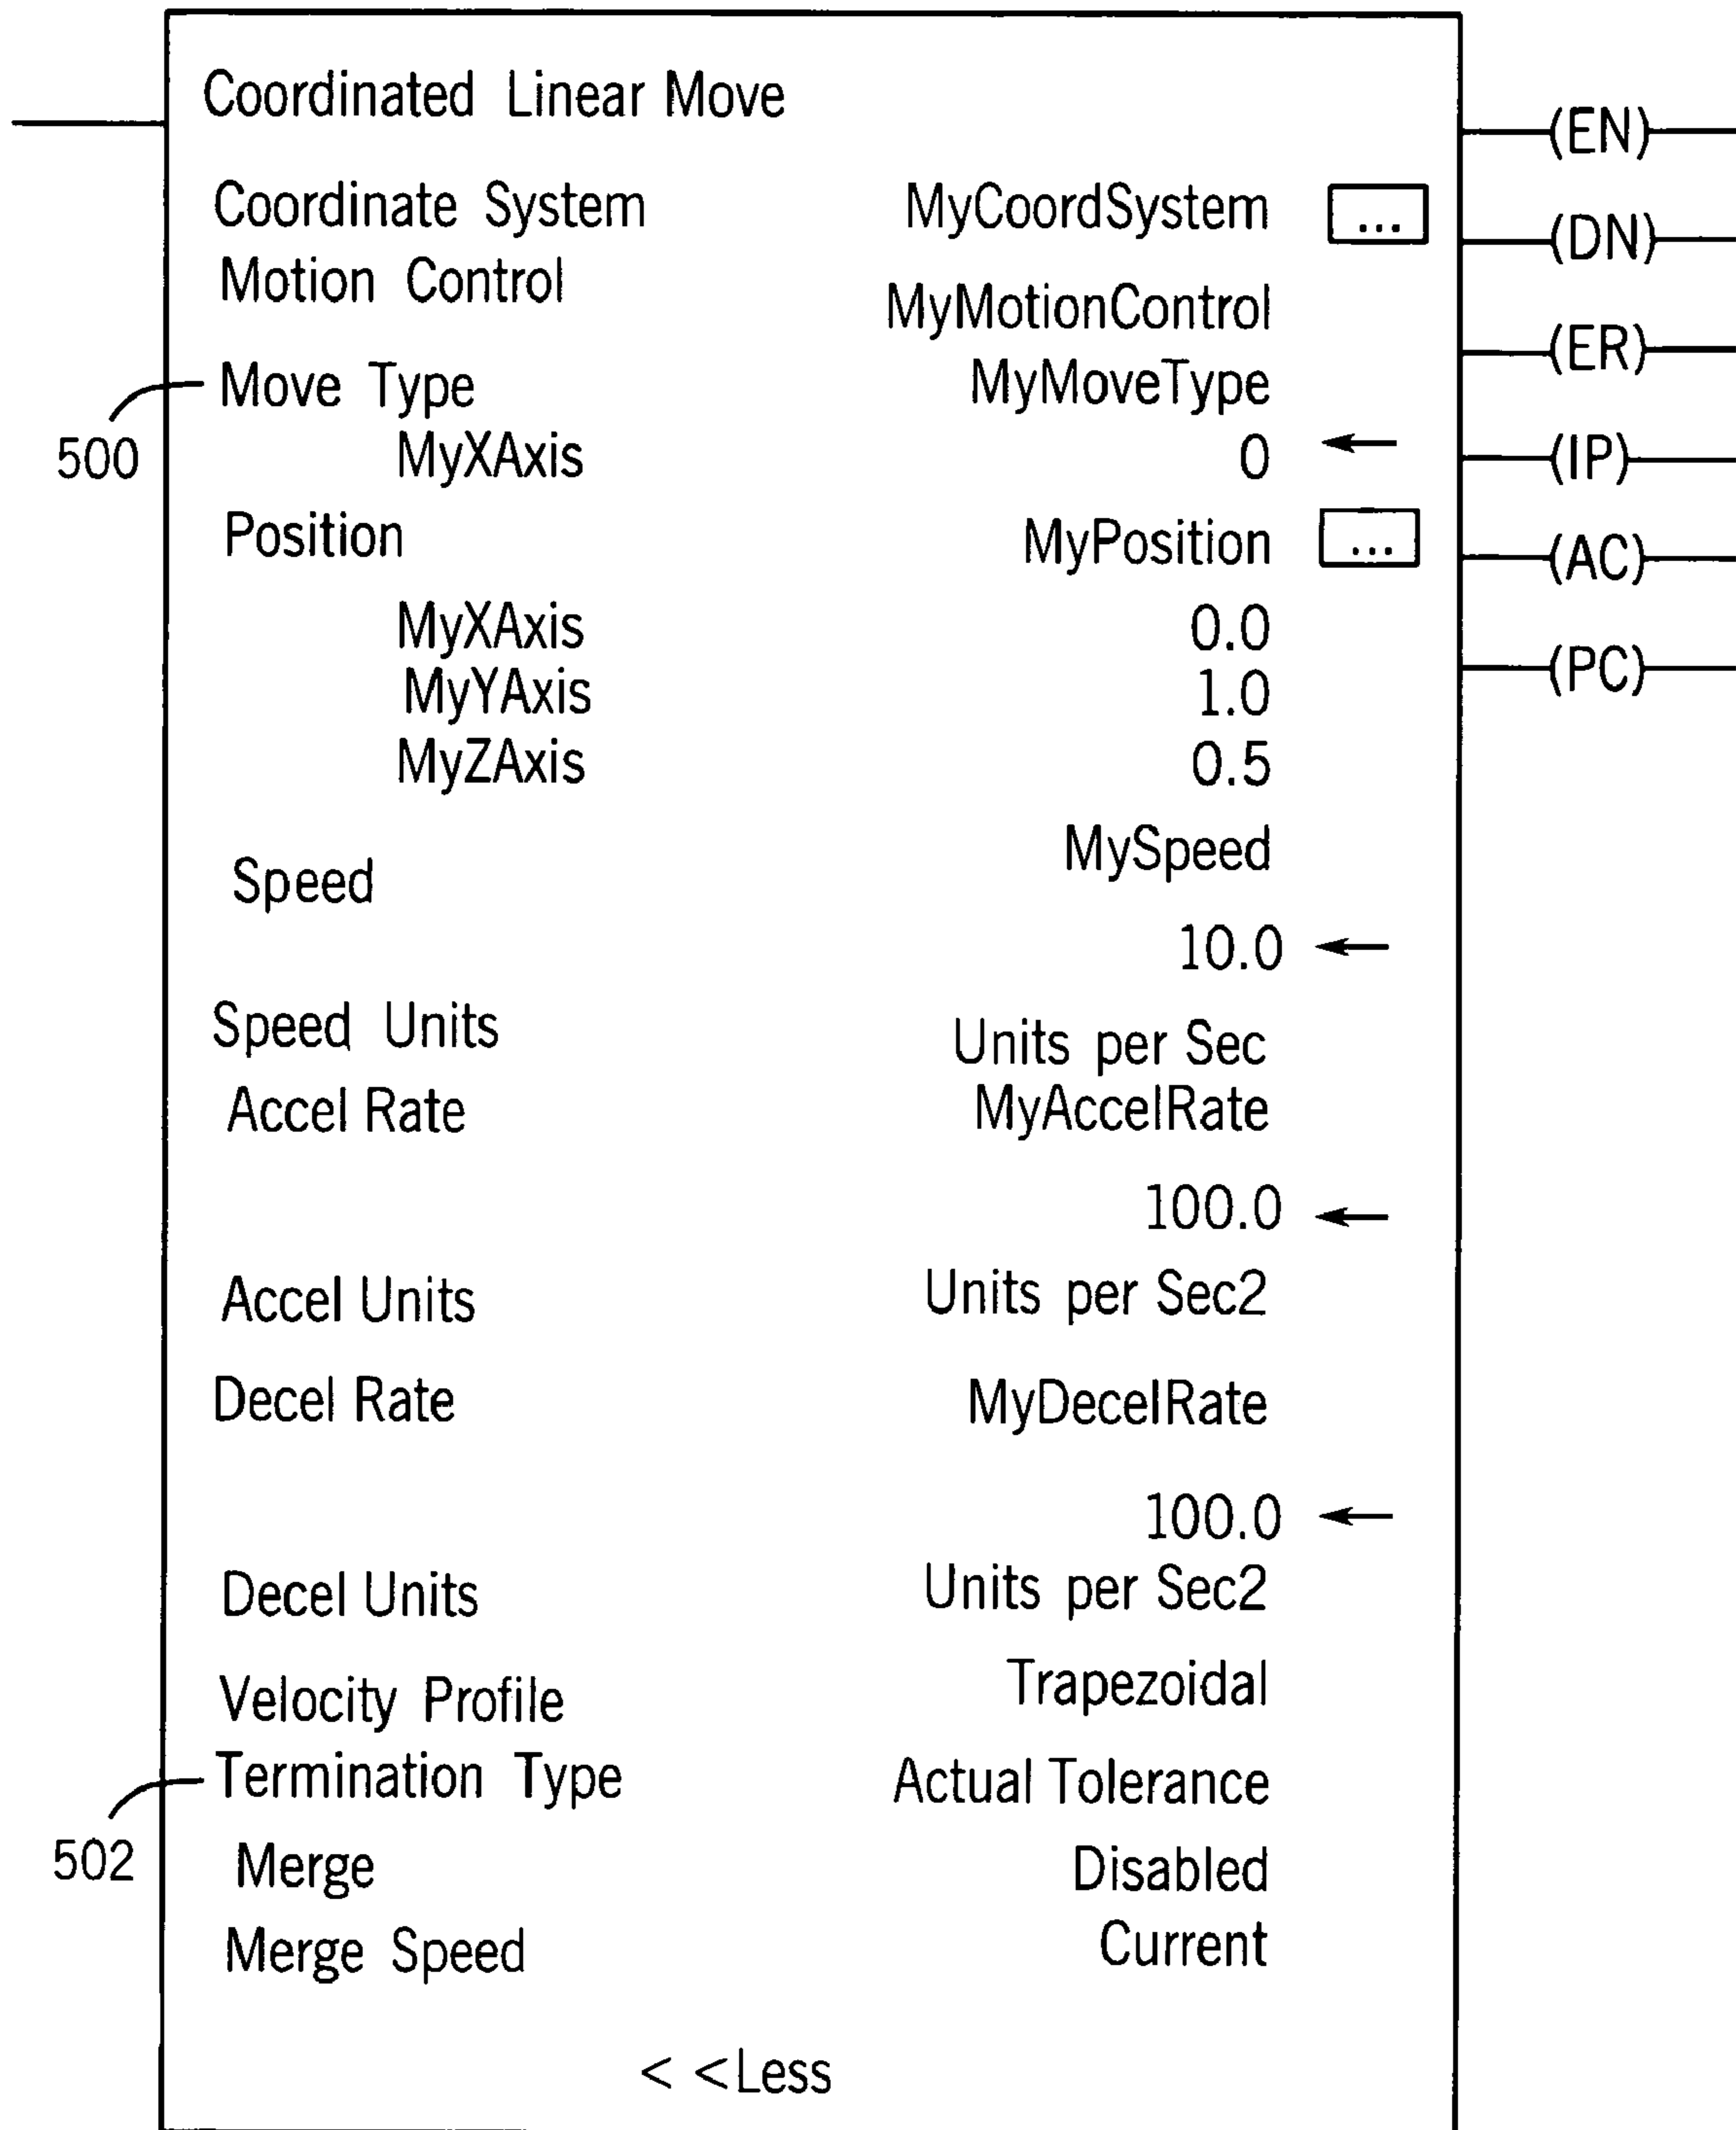 Coordinated Linear Move
(EN)
Coordinate System MyCoordSystem ...
(DN)
Motion Control MyMotionControl
(ER)
500
Move Type MyMoveType
MyXAxis 0
(IP)
Position MyPosition ...
(AC)
MyXAxis 0.0
(PC)
MyYAxis 1.0
MyZAxis 0.5
Speed MySpeed
10.0
Speed Units Units per Sec
Accel Rate MyAccelRate
100.0
Accel Units Units per Sec2
Decel Rate MyDecelRate
100.0
Decel Units Units per Sec2
Velocity Profile Trapezoidal
502
Termination Type Actual Tolerance
Merge Disabled
Merge Speed Current
< <Less